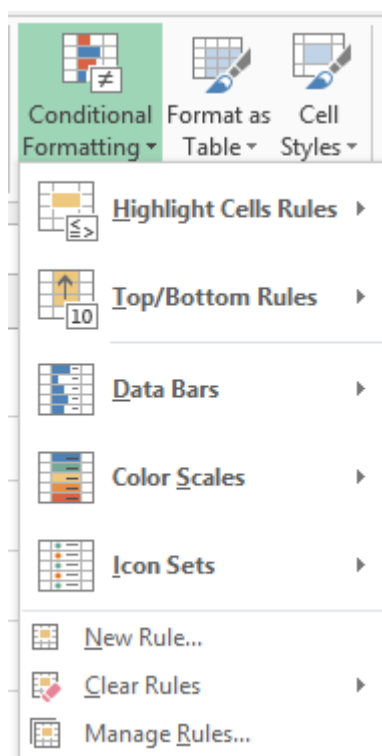 Conditional Formatting
Format as Table
Cell Styles
≠
Highlight Cells Rules
≤
>
Top/Bottom Rules
10
Data Bars
Color Scales
Icon Sets
New Rule...
Clear Rules
Manage Rules...